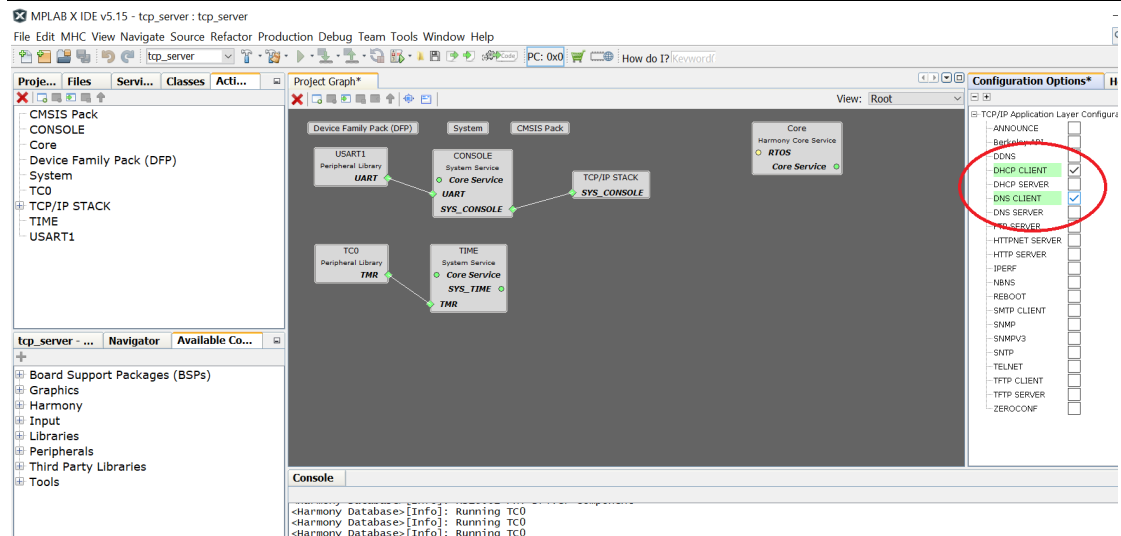 MPLAB X IDE v5.15 - tcp_server : tcp_server
File Edit MHC View Navigate Source Refactor Production Debug Team Tools Window Help
tcp_server
PC: 0x0
How do I?
Proje... Files Servi... Classes Acti...
CMSIS Pack
CONSOLE
Core
Device Family Pack (DFP)
System
TC0
TCP/IP STACK
TIME
USART1
tcp_server - ... Navigator Available Co...
Board Support Packages (BSPs)
Graphics
Harmony
Input
Libraries
Peripherals
Third Party Libraries
Tools
Project Graph*
View: Root
Device Family Pack (DFP)
System
CMSIS Pack
USART1
Peripheral Library
UART
CONSOLE
System Service
Core Service
UART
SYS_CONSOLE
TCP/IP STACK
SYS_CONSOLE
Core
Harmony Core Service
RTOS
Core Service
TC0
Peripheral Library
TMR
TIME
System Service
Core Service
SYS_TIME
TMR
Console
<Harmony Database>[Info]: Running TC0
<Harmony Database>[Info]: Running TC0
<Harmony Database>[Info]: Running TC0
Configuration Options* H
TCP/IP Application Layer Configura
ANNOUNCE
Berkeley API
DDNS
DHCP CLIENT
DHCP SERVER
DNS CLIENT
DNS SERVER
FTP SERVER
HTTPNET SERVER
HTTP SERVER
IPERF
NBNS
REBOOT
SMTP CLIENT
SNMP
SNMPV3
SNTP
TELNET
TFTP CLIENT
TFTP SERVER
ZEROCONF